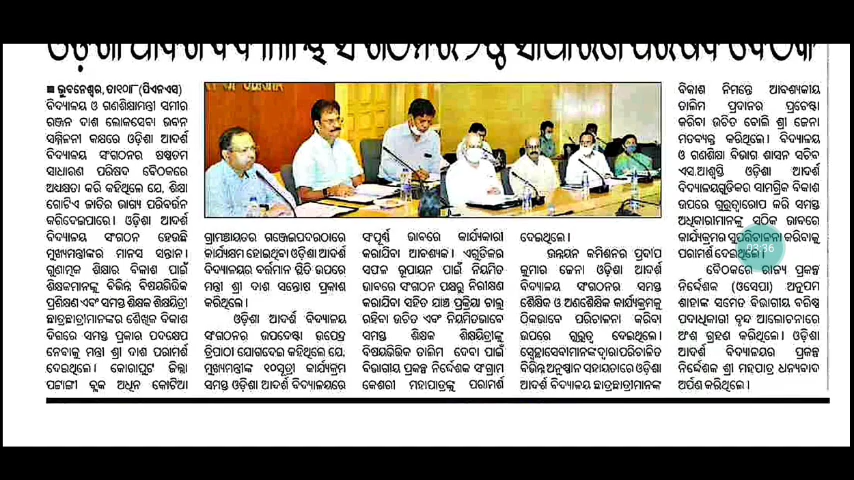 ଭୁବନେଶ୍ବର, ତା୧୦।୮ (ପିଏନଏସ)
ବିଦ୍ୟାଳୟ ଓ ଗଣଶିକ୍ଷାମନ୍ତ୍ରୀ ସମୀର
ରଞ୍ଜନ ଦାଶ ଲୋକସେବା ଭବନ
ସମ୍ମିଳନୀ କକ୍ଷରେ ଓଡ଼ିଶା ଆଦର୍ଶ
ବିଦ୍ୟାଳୟ ସଂଗଠନର ଷଷ୍ଠତମ
ସାଧାରଣ ପରିଷଦ ବୈଠକରେ
ଅଧ୍ୟକ୍ଷତା କରି କହିଥିଲେ ଯେ, ଶିକ୍ଷା
ଗୋଟିଏ ଜାତିର ଭାଗ୍ୟ ପରିବର୍ତ୍ତନ
କରିଦେଇପାରେ। ଓଡ଼ିଶା ଆଦର୍ଶ
ବିଦ୍ୟାଳୟ ସଂଗଠନ ହେଉଛି
ମୁଖ୍ୟମନ୍ତ୍ରୀଙ୍କର ମାନସ ସନ୍ତାନ।
ଗୁଣାତ୍ମକ ଶିକ୍ଷାର ବିକାଶ ପାଇଁ
ଶିକ୍ଷକମାନଙ୍କୁ ବିଭିନ୍ନ ବିଷୟଭିତ୍ତିକ
ପ୍ରଶିକ୍ଷଣ ଏବଂ ସମସ୍ତ ଶିକ୍ଷକ ଶିକ୍ଷୟିତ୍ରୀ
ଛାତ୍ରଛାତ୍ରୀମାନଙ୍କର ଶୈଖିକ ବିକାଶ
ଦିଗରେ ସମସ୍ତ ପ୍ରକାର ପଦକ୍ଷେପ
ନେବାକୁ ମନ୍ତ୍ରୀ ଶ୍ରୀ ଦାଶ ପରାମର୍ଶ
ଦେଇଥିଲେ। କୋରାପୁଟ ଜିଲ୍ଲା
ପଟ୍ଟାଙ୍ଗୀ ବ୍ଲକ ଅଧିନ କୋଟିଆ
ଗ୍ରାମପଞ୍ଚାୟତର ଗଞ୍ଜେଇପଦରଠାରେ
କାର୍ଯ୍ୟକ୍ଷମ ହୋଇଥିବା ଓଡ଼ିଶା ଆଦର୍ଶ
ବିଦ୍ୟାଳୟର ବର୍ତ୍ତମାନ ସ୍ଥିତି ଉପରେ
ମନ୍ତ୍ରୀ ଶ୍ରୀ ଦାଶ ସନ୍ତୋଷ ପ୍ରକାଶ
କରିଥିଲେ।
ଓଡ଼ିଶା ଆଦର୍ଶ ବିଦ୍ୟାଳୟ
ସଂଗଠନର ଉପଦେଷ୍ଟା ଉପେନ୍ଦ୍ର
ତ୍ରିପାଠୀ ଯୋଗଦେଇ କହିଥିଲେ ଯେ,
ମୁଖ୍ୟମନ୍ତ୍ରୀଙ୍କ ୧୦ସୂତ୍ରୀ କାର୍ଯ୍ୟକ୍ରମ
ସମସ୍ତ ଓଡ଼ିଶା ଆଦର୍ଶ ବିଦ୍ୟାଳୟରେ
ସଂପୂର୍ଣ୍ଣ ଭାବରେ କାର୍ଯ୍ୟକାରୀ
କରାଯିବା ଆବଶ୍ୟକ। ଏଗୁଡିକର
ସଫଳ ରୂପାୟନ ପାଇଁ ନିୟମିତ
ଭାବରେ ସଂଗଠନ ପକ୍ଷରୁ ନିରୀକ୍ଷଣ
କରାଯିବା ସହିତ ଯାଞ୍ଚ ପ୍ରକ୍ରିୟା ଚାଲୁ
ରହିବା ଉଚିତ ଏବଂ ନିୟମିତଭାବେ
ସମସ୍ତ ଶିକ୍ଷକ ଶିକ୍ଷୟିତ୍ରୀଙ୍କୁ
ବିଷୟଭିତ୍ତିକ ତାଲିମ ଦେବା ପାଇଁ
ବିଭାଗୀୟ ପ୍ରକଳ୍ପ ନିର୍ଦ୍ଦେଶକ ସଂଗ୍ରାମ
କେଶରୀ ମହାପାତ୍ରଙ୍କୁ ପରାମର୍ଶ
ଦେଇଥିଲେ।
ଉନ୍ନୟନ କମିଶନର ପ୍ରଦୀପ
କୁମାର ଜେନା ଓଡ଼ିଶା ଆଦର୍ଶ
ବିଦ୍ୟାଳୟ ସଂଗଠନର ସମସ୍ତ
ଶୈକ୍ଷିକ ଓ ଅଣଶୈକ୍ଷିକ କାର୍ଯ୍ୟକ୍ରମକୁ
ଠିକଭାବେ ପରିଚାଳନା କରିବା
ଉପରେ ଗୁରୁତ୍ୱ ଦେଇଥିଲେ।
ସ୍ୱେଚ୍ଛାସେବୀମାନଙ୍କ ଦ୍ୱାରା ପରିଚାଳିତ
ବିଭିନ୍ନ ଅନୁଷ୍ଠାନ ସହାୟତାରେ ଓଡ଼ିଶା
ଆଦର୍ଶ ବିଦ୍ୟାଳୟ ଛାତ୍ରଛାତ୍ରୀମାନଙ୍କ
ବିକାଶ ନିମନ୍ତେ ଆବଶ୍ୟକୀୟ
ତାଲିମ ପ୍ରଦାନର ପ୍ରଚେଷ୍ଟା
କରିବା ଉଚିତ ବୋଲି ଶ୍ରୀ ଜେନା
ମତବ୍ୟକ୍ତ କରିଥିଲେ। ବିଦ୍ୟାଳୟ
ଓ ଗଣଶିକ୍ଷା ବିଭାଗ ଶାସନ ସଚିବ
ଏସ.ଅଶ୍ୱସ୍ତି ଓଡ଼ିଶା ଆଦର୍ଶ
ବିଦ୍ୟାଳୟଗୁଡିକର ସାମଗ୍ରିକ ବିକାଶ
ଉପରେ ଗୁରୁତ୍ୱାରୋପ କରି ସମସ୍ତ
ଅଧିକାରୀମାନଙ୍କୁ ସଠିକ ଭାବରେ
କାର୍ଯ୍ୟକ୍ରମର ସୁପରିଚାଳନା କରିବାକୁ
ପରାମର୍ଶ ଦେଇଥିଲେ।
ବୈଠକରେ ରାଜ୍ୟ ପ୍ରକଳ୍ପ
ନିର୍ଦ୍ଦେଶକ (ଓସେପା) ଅନୁପମ
ଶାହାଙ୍କ ସମେତ ବିଭାଗୀୟ ବରିଷ୍ଠ
ପଦାଧିକାରୀ ବୃନ୍ଦ ଆଲୋଚନାରେ
ଅଂଶ ଗ୍ରହଣ କରିଥିଲେ। ଓଡ଼ିଶା
ଆଦର୍ଶ ବିଦ୍ୟାଳୟର ପ୍ରକଳ୍ପ
ନିର୍ଦ୍ଦେଶକ ଶ୍ରୀ ମହାପାତ୍ର ଧନ୍ୟବାଦ
ଅର୍ପଣ କରିଥିଲେ।
03:36